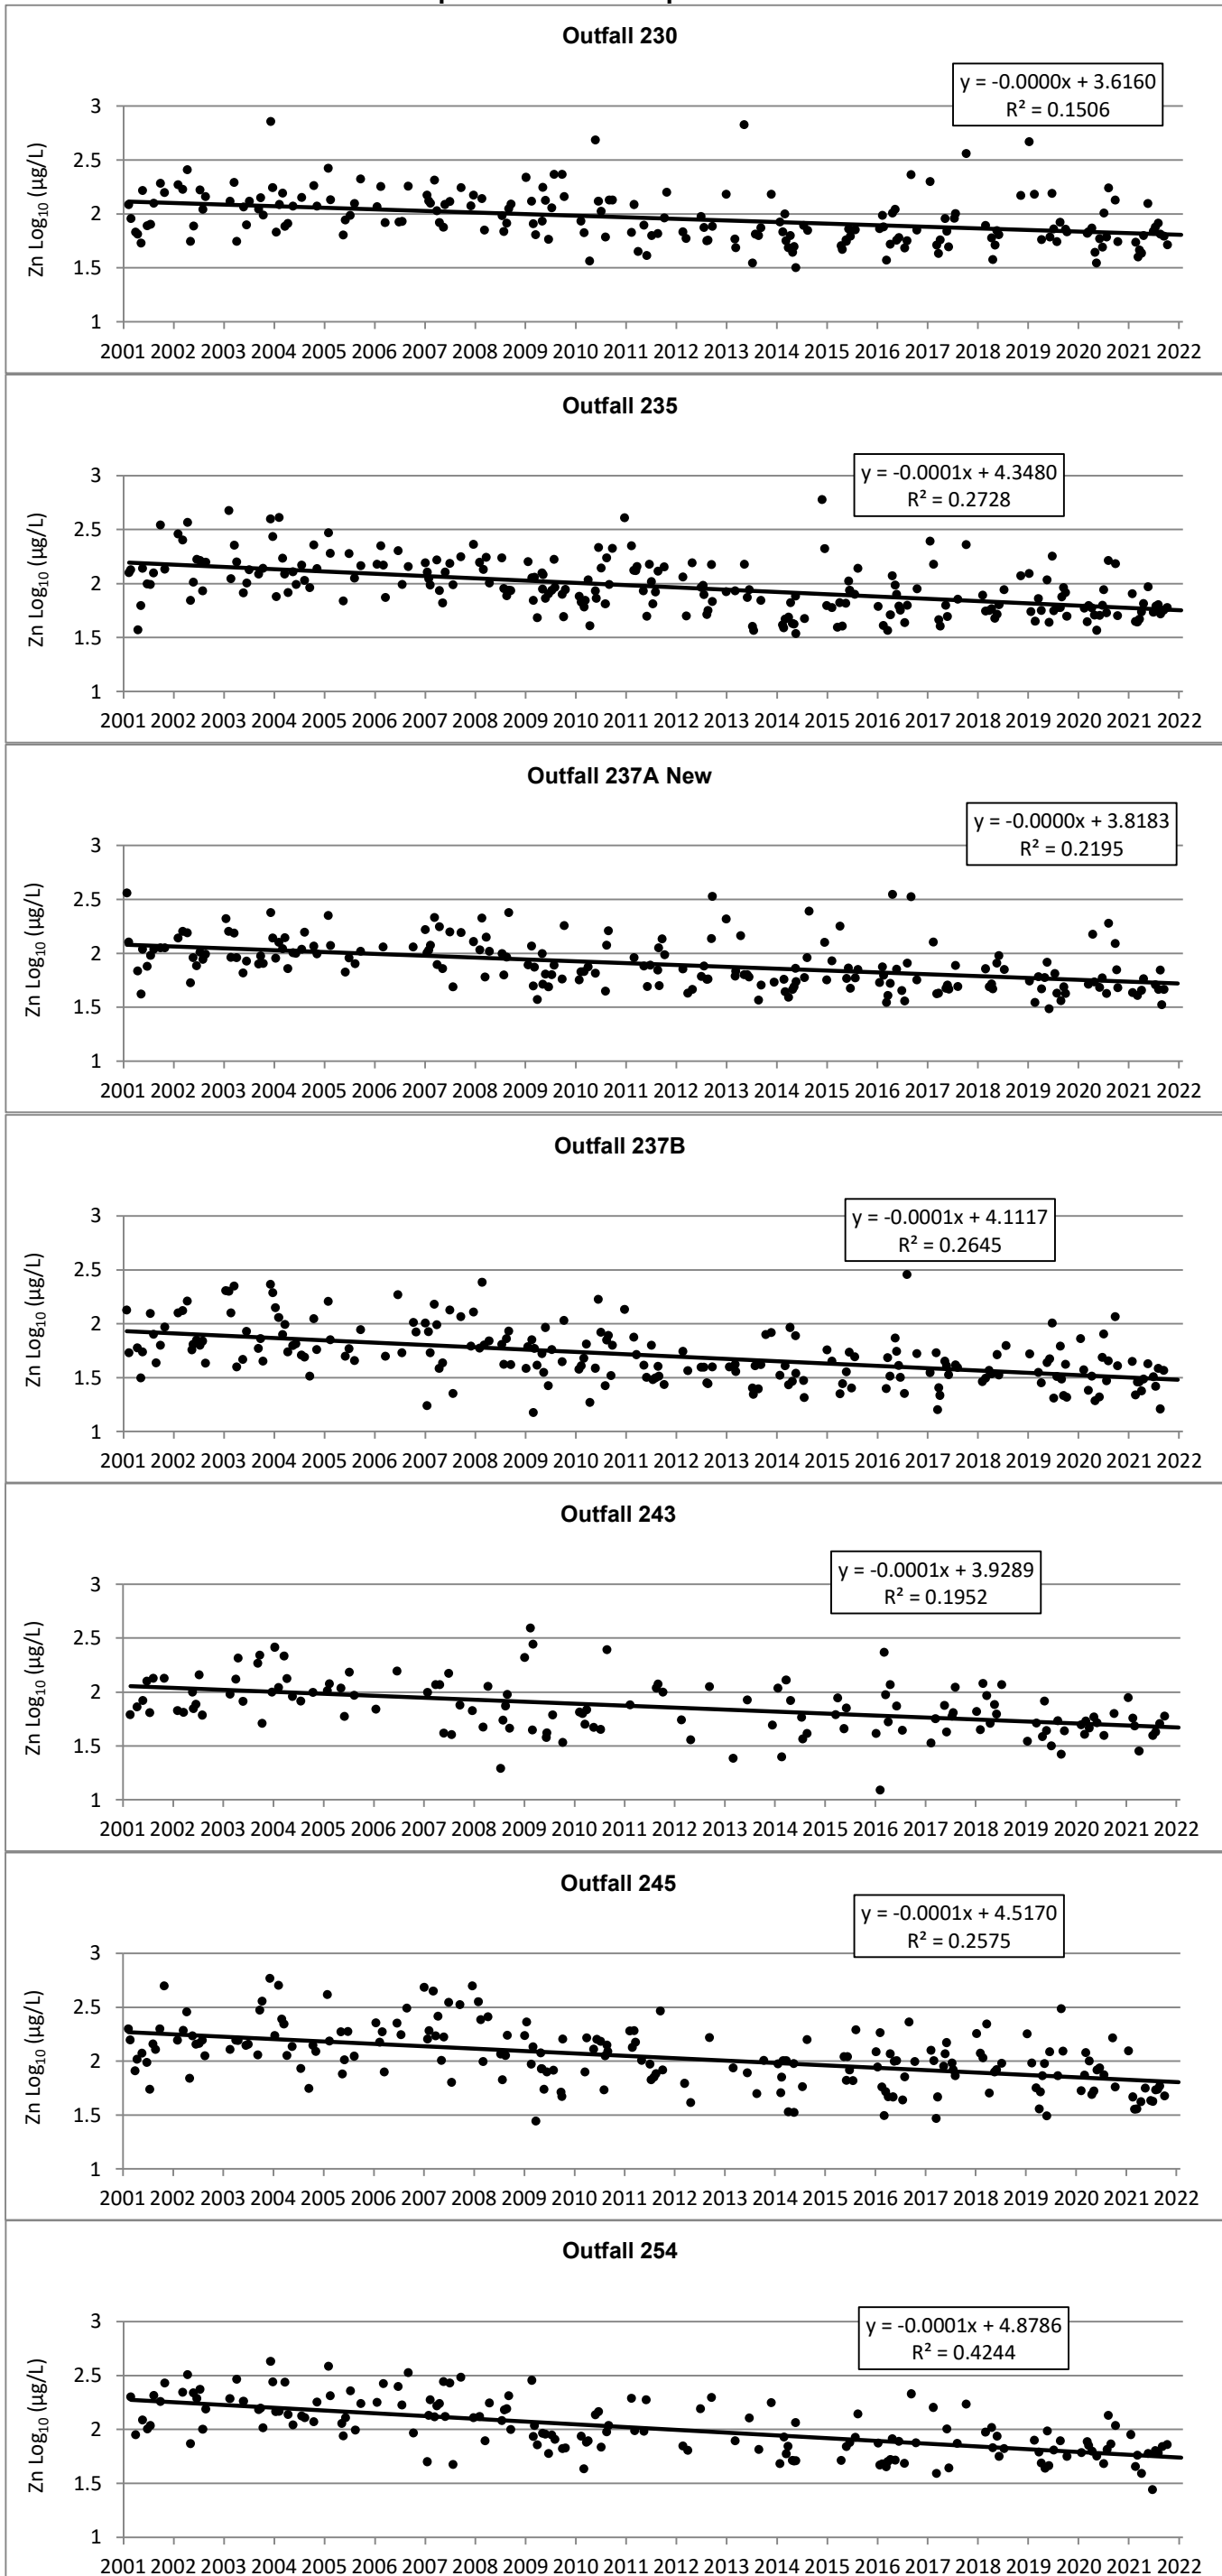 Outfall 230
y = -0.0000x + 3.6160
R² = 0.1506
Zn Log₁₀ (µg/L)
3
2.5
2
1.5
1
2001 2002 2003 2004 2005 2006 2007 2008 2009 2010 2011 2012 2013 2014 2015 2016 2017 2018 2019 2020 2021 2022
Outfall 235
y = -0.0001x + 4.3480
R² = 0.2728
Zn Log₁₀ (µg/L)
3
2.5
2
1.5
1
2001 2002 2003 2004 2005 2006 2007 2008 2009 2010 2011 2012 2013 2014 2015 2016 2017 2018 2019 2020 2021 2022
Outfall 237A New
y = -0.0000x + 3.8183
R² = 0.2195
Zn Log₁₀ (µg/L)
3
2.5
2
1.5
1
2001 2002 2003 2004 2005 2006 2007 2008 2009 2010 2011 2012 2013 2014 2015 2016 2017 2018 2019 2020 2021 2022
Outfall 237B
y = -0.0001x + 4.1117
R² = 0.2645
Zn Log₁₀ (µg/L)
3
2.5
2
1.5
1
2001 2002 2003 2004 2005 2006 2007 2008 2009 2010 2011 2012 2013 2014 2015 2016 2017 2018 2019 2020 2021 2022
Outfall 243
y = -0.0001x + 3.9289
R² = 0.1952
Zn Log₁₀ (µg/L)
3
2.5
2
1.5
1
2001 2002 2003 2004 2005 2006 2007 2008 2009 2010 2011 2012 2013 2014 2015 2016 2017 2018 2019 2020 2021 2022
Outfall 245
y = -0.0001x + 4.5170
R² = 0.2575
Zn Log₁₀ (µg/L)
3
2.5
2
1.5
1
2001 2002 2003 2004 2005 2006 2007 2008 2009 2010 2011 2012 2013 2014 2015 2016 2017 2018 2019 2020 2021 2022
Outfall 254
y = -0.0001x + 4.8786
R² = 0.4244
Zn Log₁₀ (µg/L)
3
2.5
2
1.5
1
2001 2002 2003 2004 2005 2006 2007 2008 2009 2010 2011 2012 2013 2014 2015 2016 2017 2018 2019 2020 2021 2022